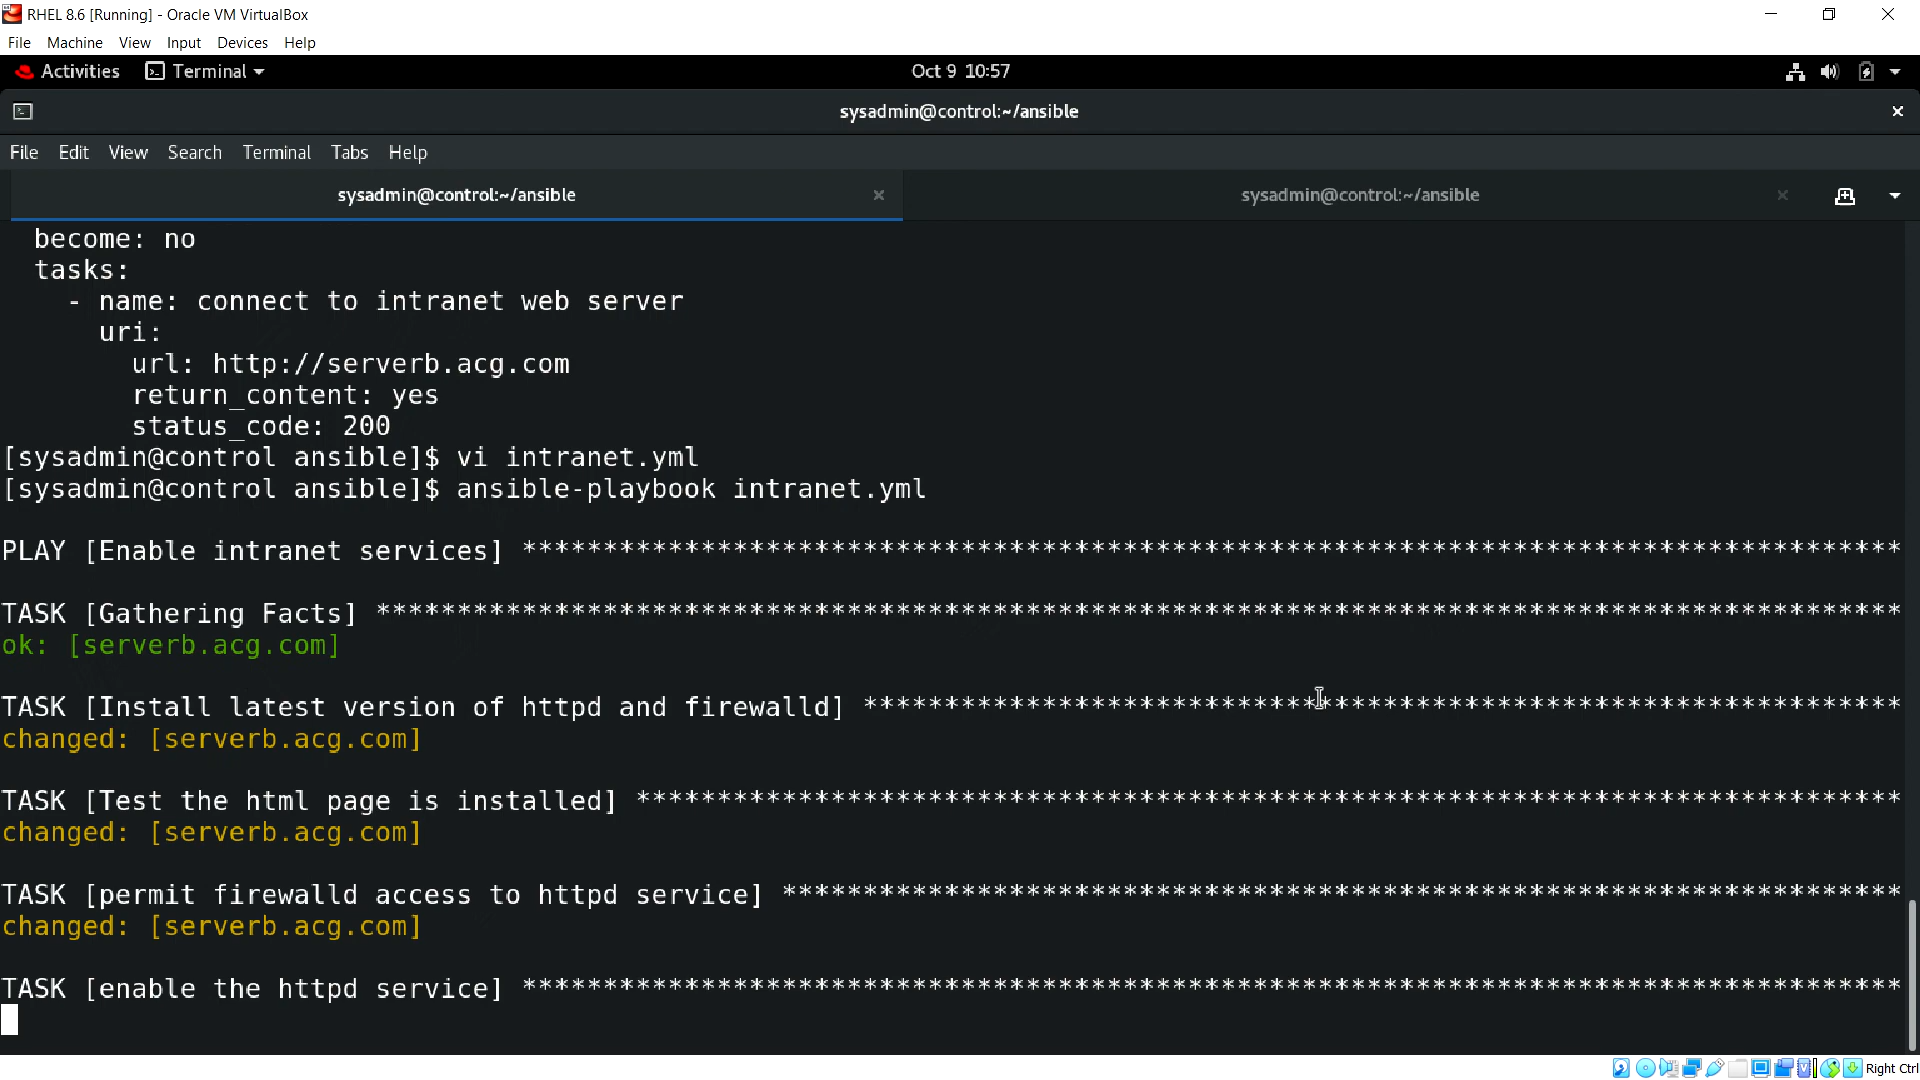 RHEL 8.6 [Running] - Oracle VM VirtualBox
File Machine View Input Devices Help
Activities Terminal Oct 9 10:57
sysadmin@control:~/ansible
File Edit View Search Terminal Tabs Help
sysadmin@control:~/ansible sysadmin@control:~/ansible
become: no
tasks:
- name: connect to intranet web server
uri:
url: http://serverb.acg.com
return_content: yes
status_code: 200
[sysadmin@control ansible]$ vi intranet.yml
[sysadmin@control ansible]$ ansible-playbook intranet.yml
PLAY [Enable intranet services] *************************************************************************************
TASK [Gathering Facts] **********************************************************************************************
ok: [serverb.acg.com]
TASK [Install latest version of httpd and firewalld] ****************************************************************
changed: [serverb.acg.com]
TASK [Test the html page is installed] ******************************************************************************
changed: [serverb.acg.com]
TASK [permit firewalld access to httpd service] *********************************************************************
changed: [serverb.acg.com]
TASK [enable the httpd service] *************************************************************************************
Right Ctrl